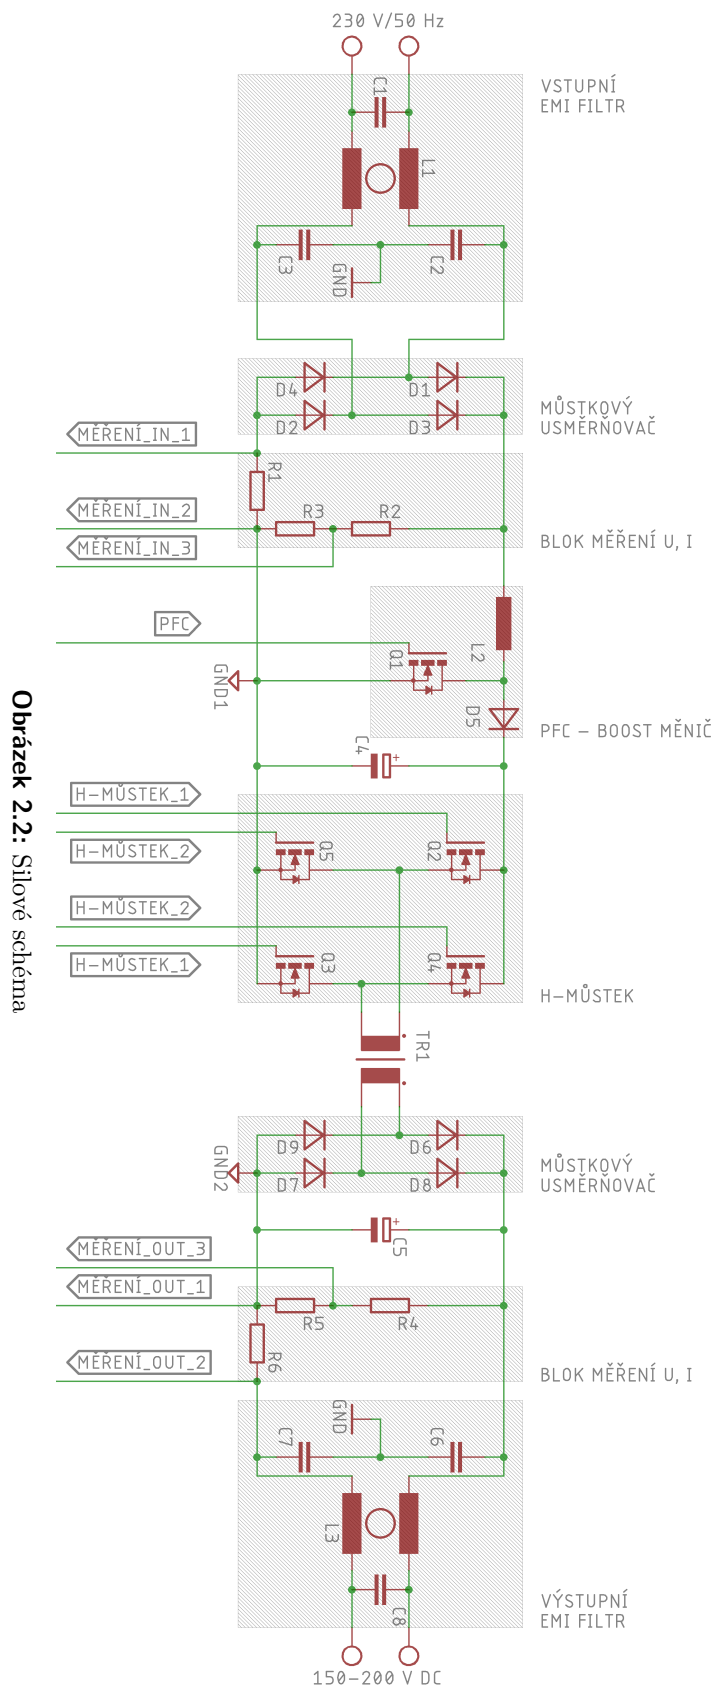 230 V/50 Hz
C1
VSTUPNÍ
EMI FILTR
L1
C3
C2
GND
D4
D1
D2
D3
MŮSTKOVÝ
USMĚRŇOVAČ
MĚŘENÍ_IN_1
R1
MĚŘENÍ_IN_2
R3
R2
MĚŘENÍ_IN_3
BLOK MĚŘENÍ U, I
PFC
L2
Q1
GND1
D5
PFC – BOOST MĚNIČ
C4
+
H–MŮSTEK_1
Q5
Q2
H–MŮSTEK_2
H–MŮSTEK_2
Q3
Q4
H–MŮSTEK_1
H–MŮSTEK
TR1
D9
D6
GND2
D7
D8
MŮSTKOVÝ
USMĚRŇOVAČ
+
C5
MĚŘENÍ_OUT_3
MĚŘENÍ_OUT_1
R5
R4
R6
MĚŘENÍ_OUT_2
BLOK MĚŘENÍ U, I
GND
C7
C6
L3
C8
VÝSTUPNÍ
EMI FILTR
150–200 V DC
Obrázek 2.2: Silové schéma